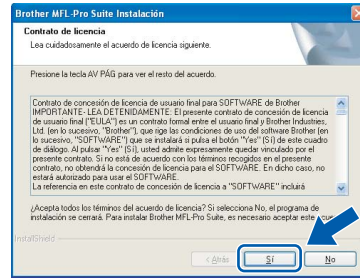 Brother MFL-Pro Suite Instalación
Contrato de licencia
Lea cuidadosamente el acuerdo de licencia siguiente.
Presione la tecla AV PÁG para ver el resto del acuerdo.
Contrato de concesión de licencia de usuario final para SOFTWARE de Brother
IMPORTANTE- LEA DETENIDAMENTE: El presente contrato de concesión de licencia
de usuario final ("EULA") es un contrato formal entre el usuario final y Brother Industries,
Ltd. (en lo sucesivo, "Brother"), que rige las condiciones de uso del software Brother (en
lo sucesivo, "SOFTWARE") que se instalará si pulsa el botón "Yes" (Sí) de este cuadro
de diálogo. Al pulsar "Yes" (Sí), usted admite expresamente quedar vinculado por el
presente contrato. Si no está de acuerdo con los términos recogidos en el presente
contrato, no obtendrá la concesión de licencia para el SOFTWARE. En dicho caso, no
estará autorizado para usar el SOFTWARE.
La referencia en este contrato de concesión de licencia a "SOFTWARE" incluirá
¿Acepta todos los términos del acuerdo de licencia? Si selecciona No, el programa de
instalación se cerrará. Para instalar Brother MFL-Pro Suite, es necesario aceptar este
InstallShield
< Atrás
Sí
No